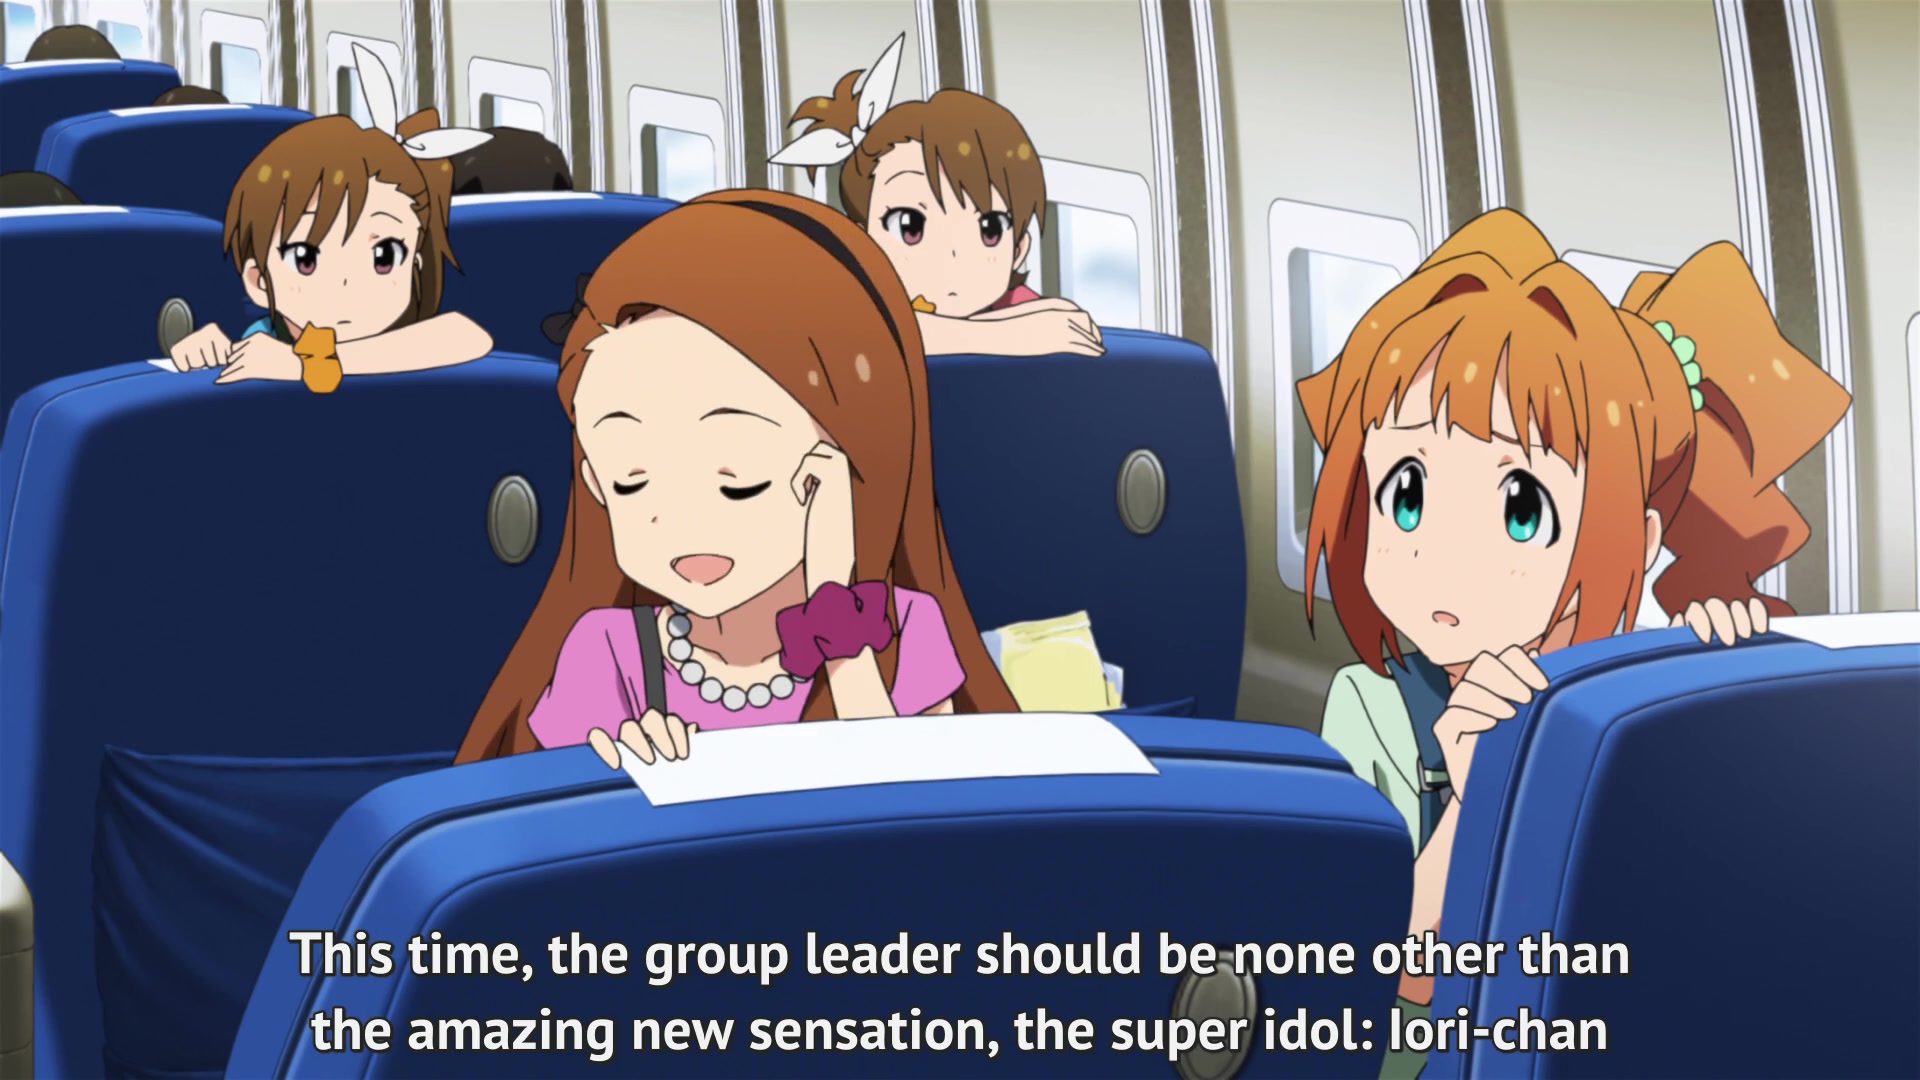 This time, the group leader should be none other than
the amazing new sensation, the super idol: Iori-chan